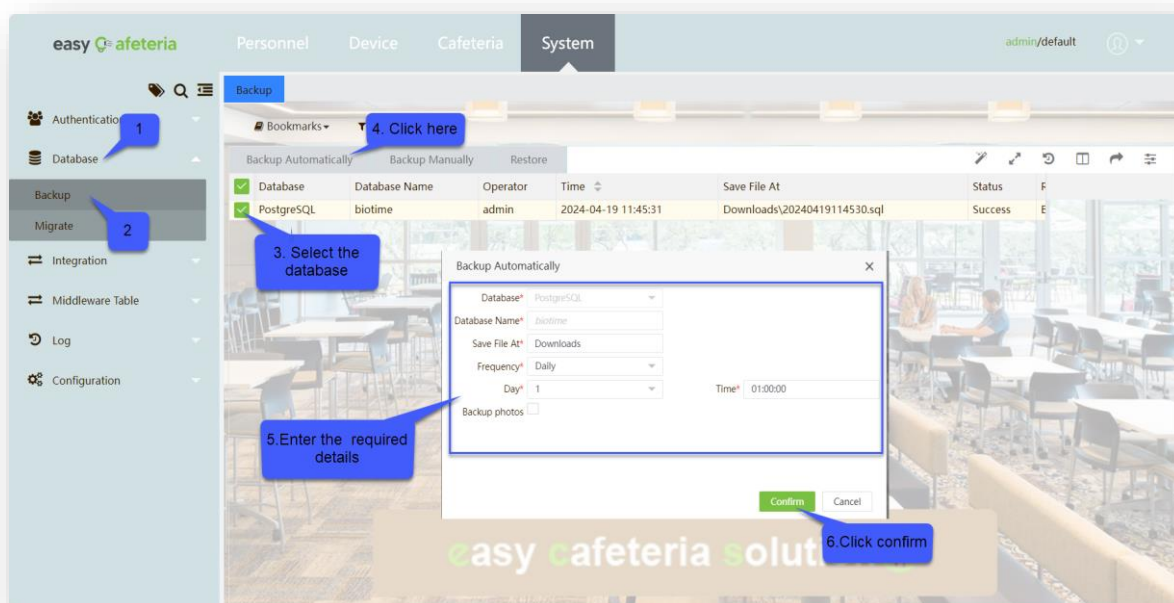 easy Cafeteria
Personnel Device Cafeteria System
admin/default
Backup
Authentication
1
Bookmarks
4. Click here
Database
Backup Automatically Backup Manually Restore
Database Database Name Operator Time Save File At Status
Backup
PostgreSQL biotime admin 2024-04-19 11:45:31 Downloads\20240419114530.sql Success
Migrate
2
3. Select the
database
Integration
Middleware Table
Log
Configuration
Backup Automatically
Database* PostgreSQL
Database Name* biotime
Save File At* Downloads
Frequency* Daily
Day* 1 Time* 01:00:00
Backup photos
5.Enter the required
details
Confirm Cancel
6.Click confirm
easy cafeteria